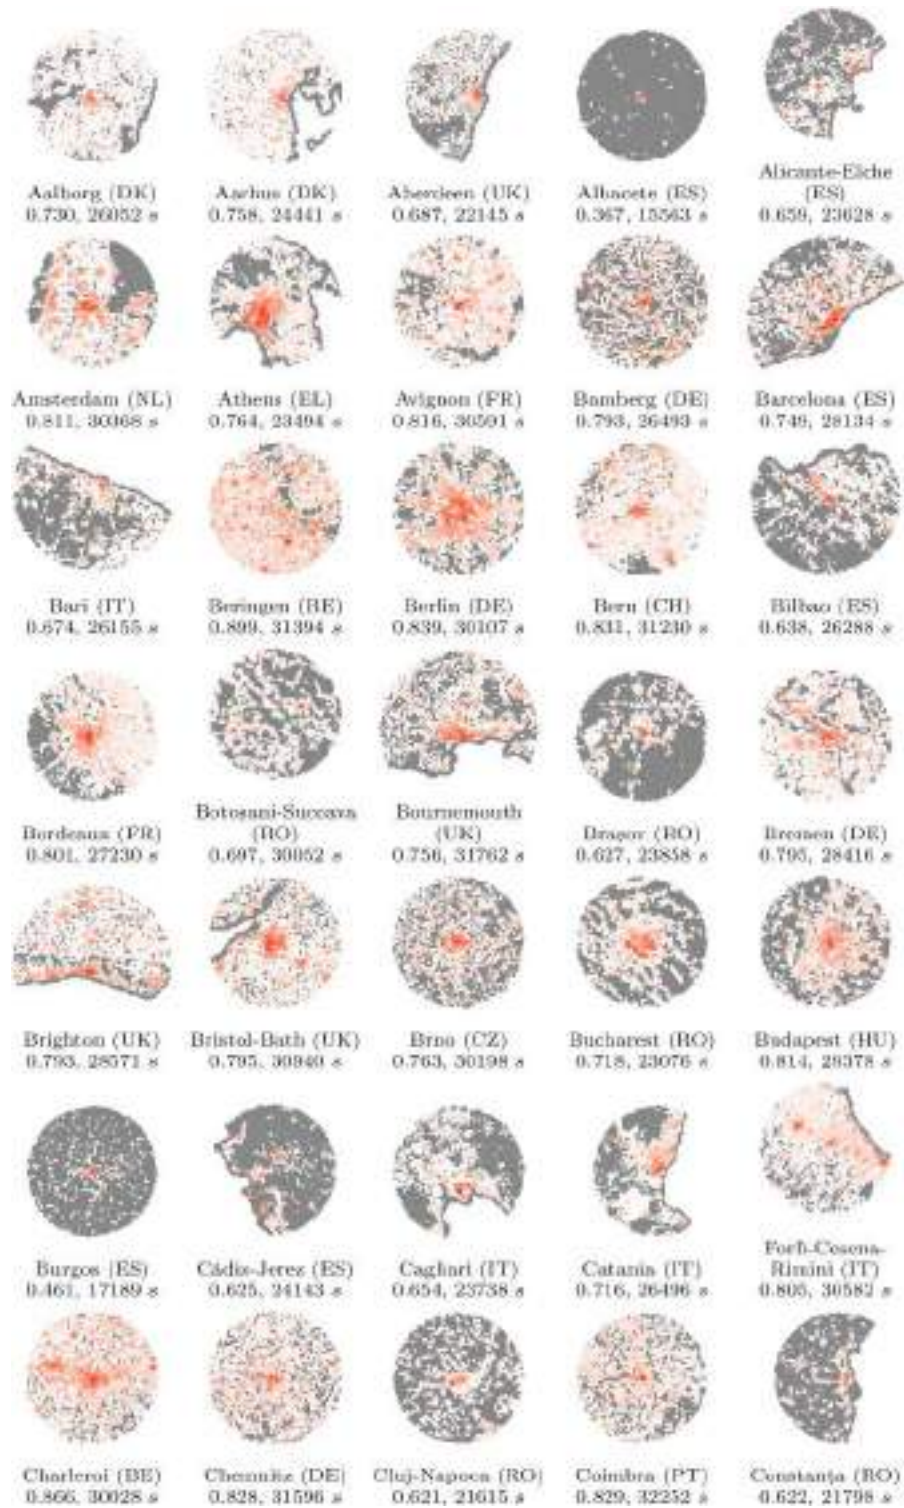 Aalborg (DK)
0.730, 26052 s
Aarhus (DK)
0.758, 24441 s
Aberdeen (UK)
0.687, 22145 s
Albacete (ES)
0.367, 15563 s
Alicante-Elche
(ES)
0.659, 23628 s
Amsterdam (NL)
0.811, 30368 s
Athens (EL)
0.764, 23494 s
Avignon (FR)
0.816, 30591 s
Bamberg (DE)
0.793, 26493 s
Barcelona (ES)
0.749, 28134 s
Bari (IT)
0.674, 26155 s
Beringen (BE)
0.899, 31394 s
Berlin (DE)
0.839, 30107 s
Bern (CH)
0.831, 31230 s
Bilbao (ES)
0.638, 26288 s
Bordeaux (FR)
0.801, 27230 s
Botosani-Suceava
(RO)
0.697, 30052 s
Bournemouth
(UK)
0.756, 31762 s
Braşov (RO)
0.627, 23858 s
Bremen (DE)
0.795, 28416 s
Brighton (UK)
0.793, 28571 s
Bristol-Bath (UK)
0.795, 30940 s
Brno (CZ)
0.763, 30198 s
Bucharest (RO)
0.718, 23076 s
Budapest (HU)
0.814, 28378 s
Burgos (ES)
0.461, 17189 s
Cádiz-Jerez (ES)
0.625, 24143 s
Cagliari (IT)
0.654, 23738 s
Catania (IT)
0.716, 26496 s
Forlì-Cesena-
Rimini (IT)
0.805, 30582 s
Charleroi (BE)
0.866, 30028 s
Chemnitz (DE)
0.828, 31596 s
Cluj-Napoca (RO)
0.621, 21615 s
Coimbra (PT)
0.829, 32252 s
Constanţa (RO)
0.622, 21798 s